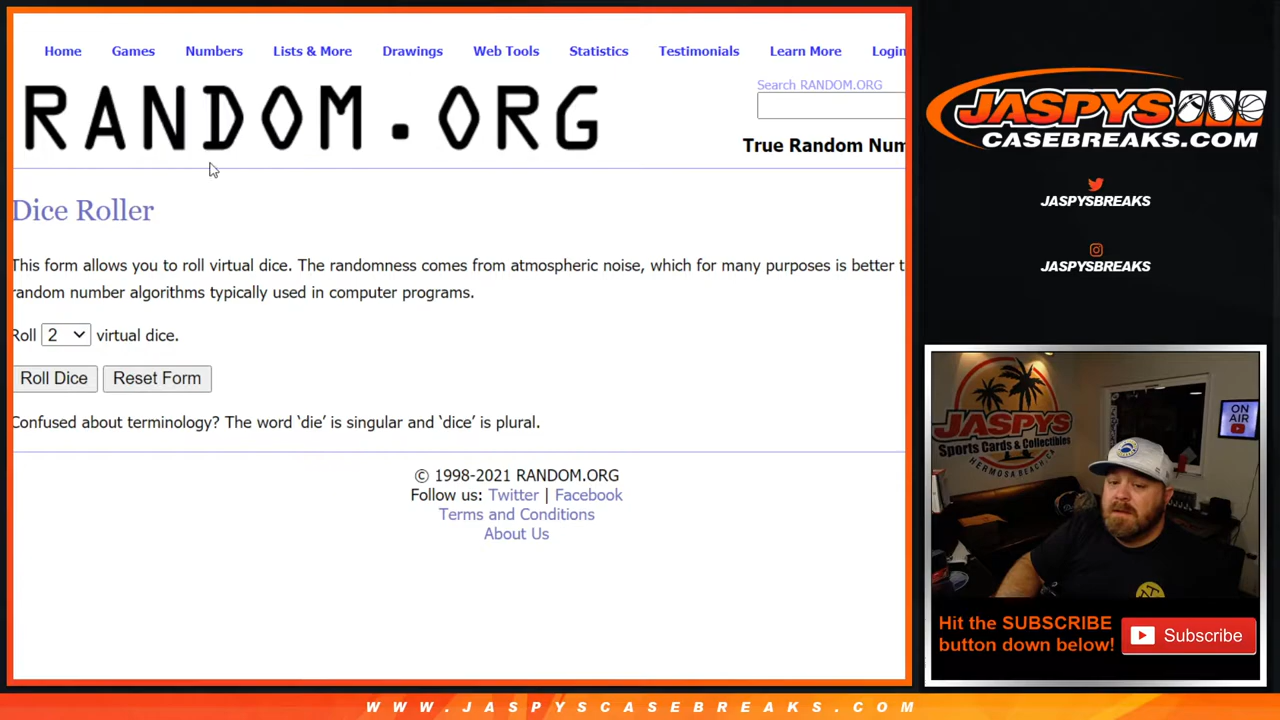 Home Games Numbers Lists & More Drawings Web Tools Statistics Testimonials Learn More Login
RANDOM.ORG
Search RANDOM.ORG
True Random Num
Dice Roller
This form allows you to roll virtual dice. The randomness comes from atmospheric noise, which for many purposes is better t
random number algorithms typically used in computer programs.
Roll 2 virtual dice.
Roll Dice Reset Form
Confused about terminology? The word ‘die’ is singular and ‘dice’ is plural.
© 1998-2021 RANDOM.ORG
Follow us: Twitter | Facebook
Terms and Conditions
About Us
JASPYS
CASEBREAKS.COM
JASPYSBREAKS
JASPYSBREAKS
JASPYS
Sports Cards & Collectibles
HERMOSA BEACH, CA
ON
AIR
Hit the SUBSCRIBE
button down below!
Subscribe
WWW.JASPYSCASEBREAKS.COM